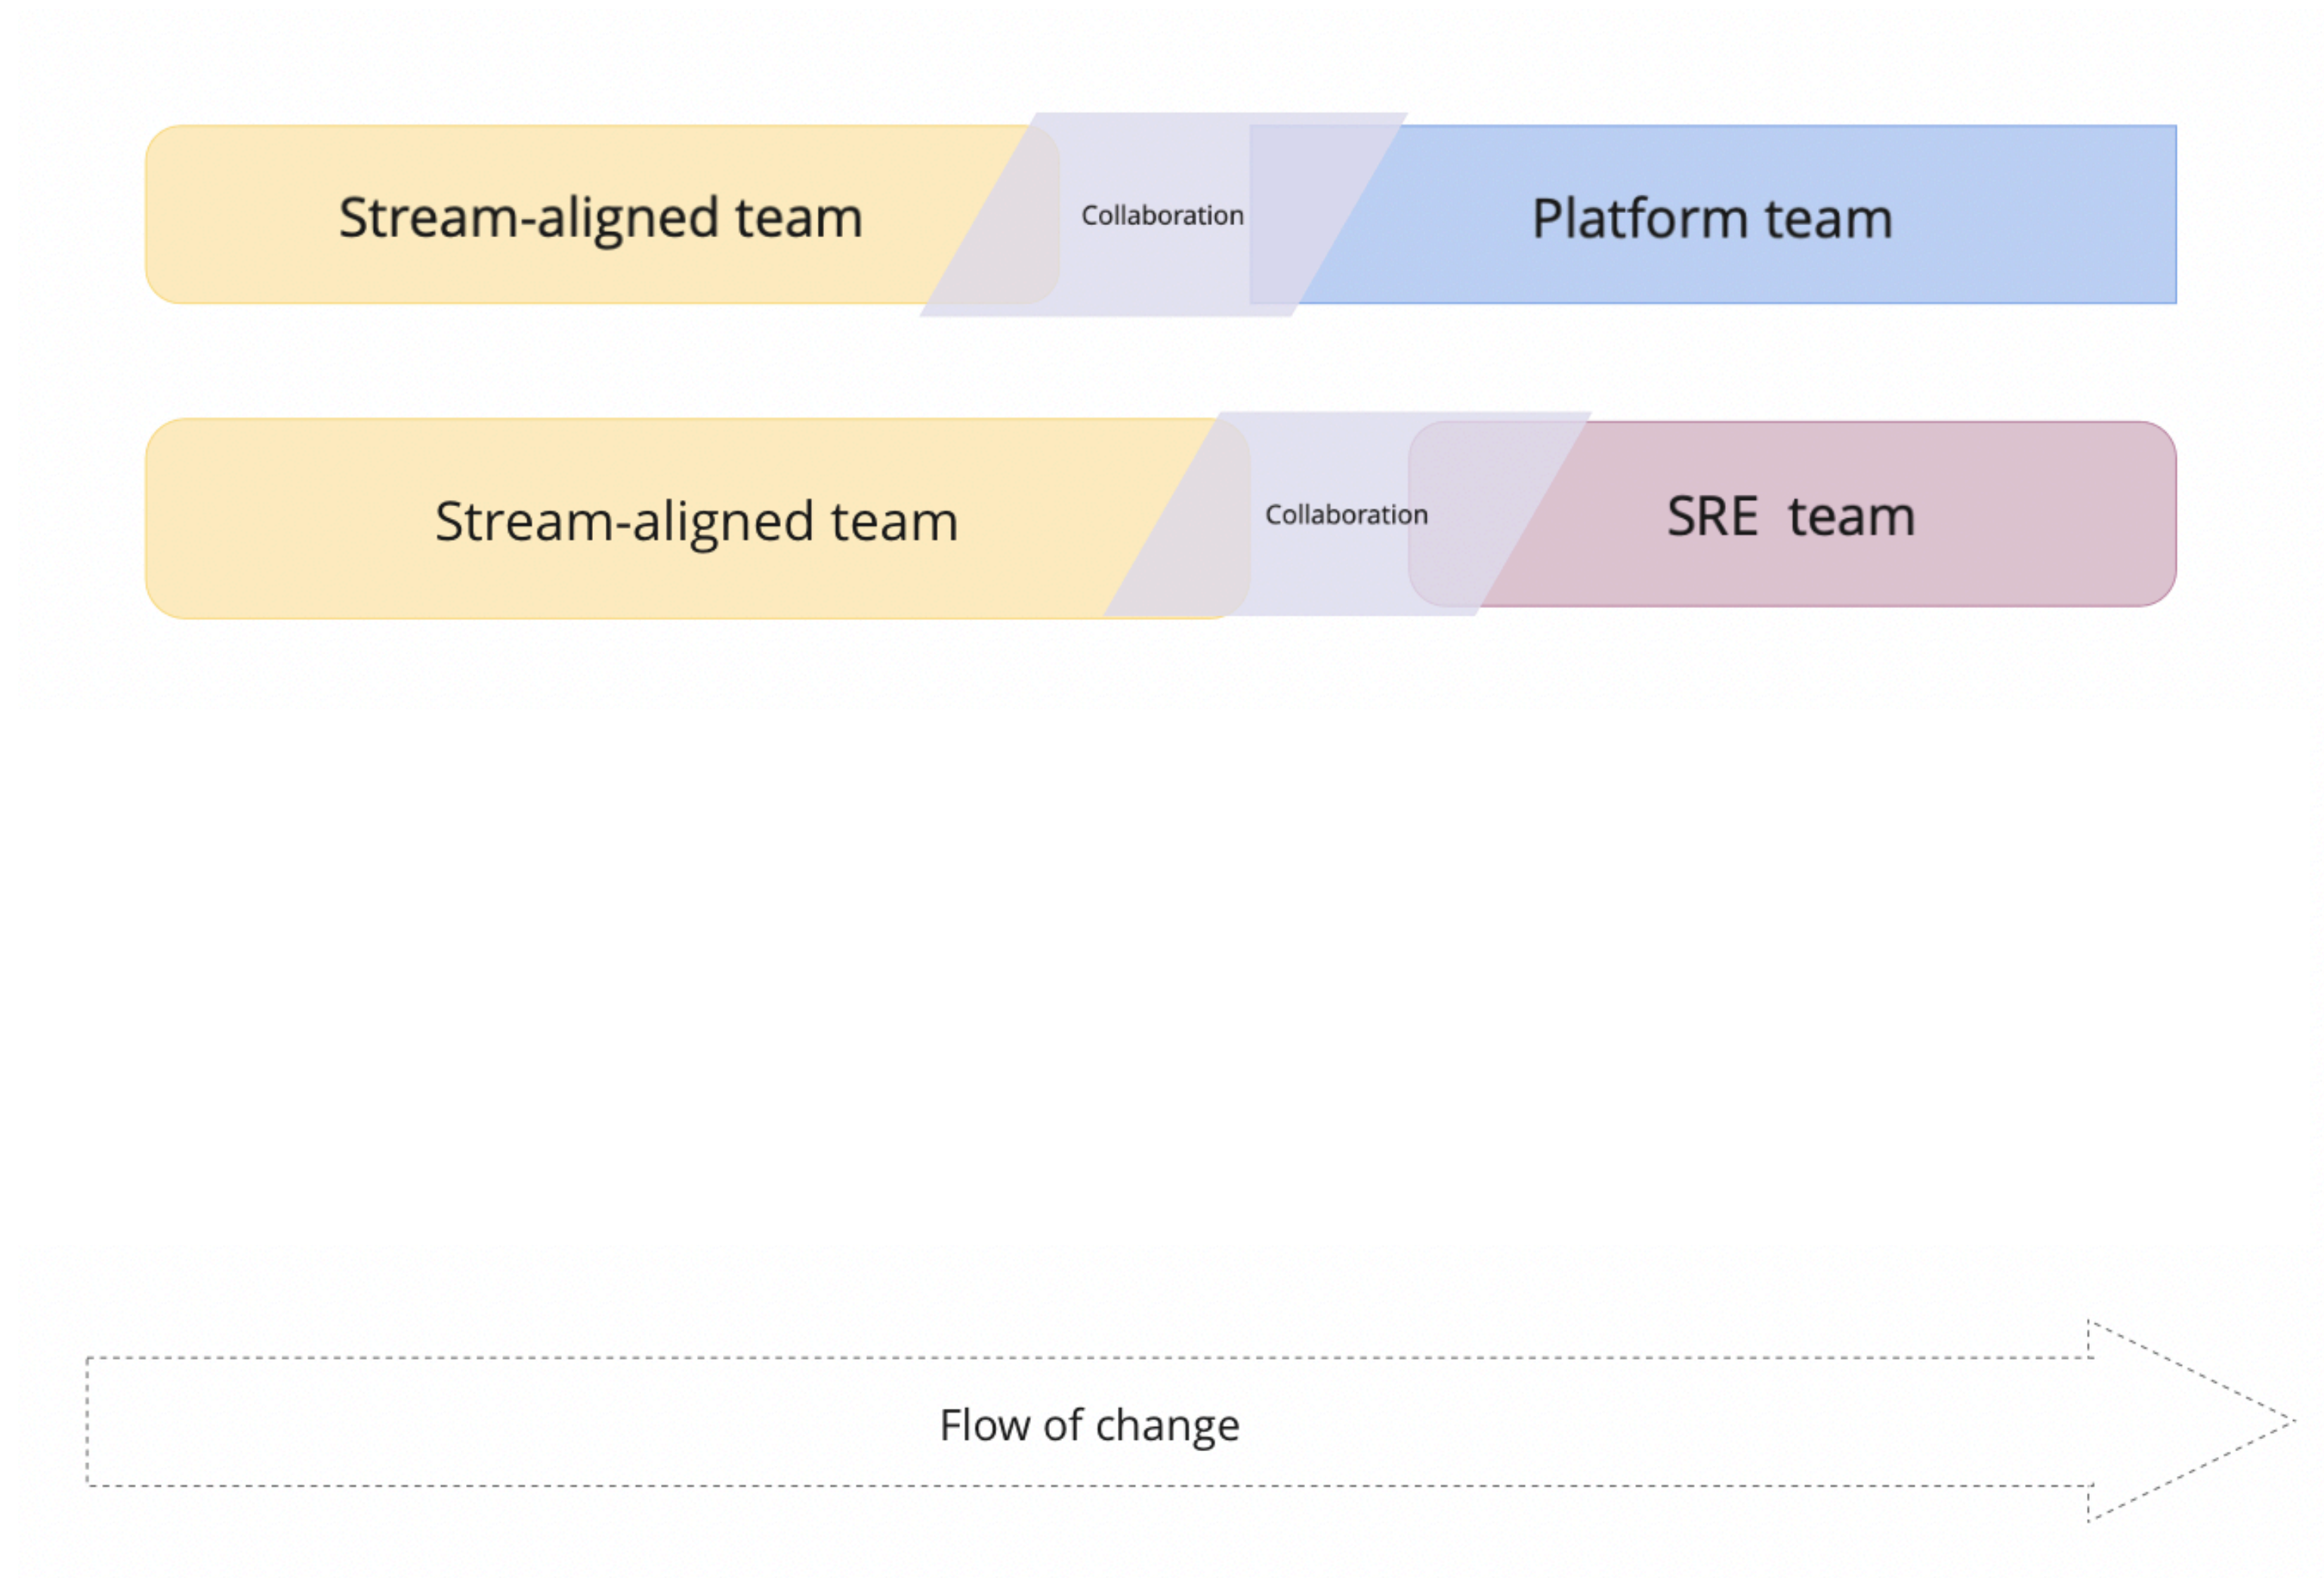 Stream-aligned team
Collaboration
Platform team
Stream-aligned team
Collaboration
SRE team
Flow of change